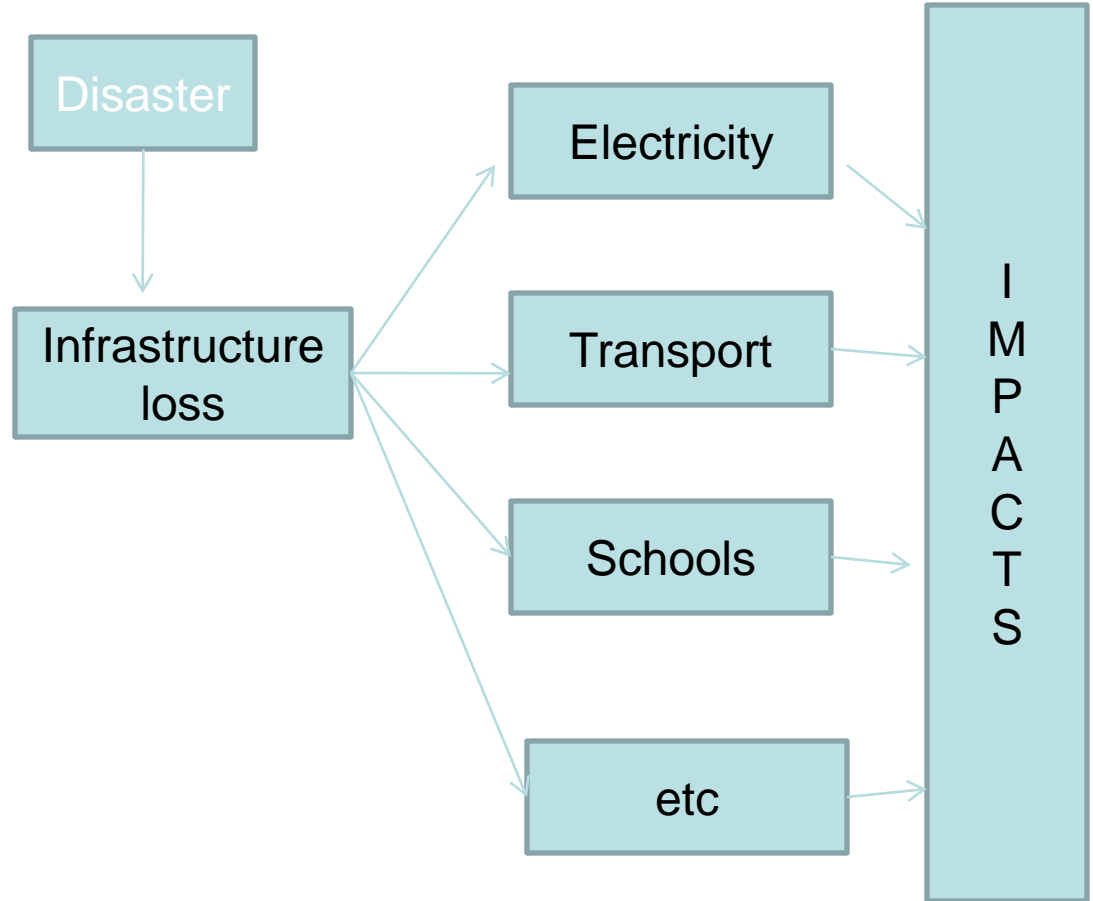 Disaster
Infrastructure
loss
Electricity
Transport
Schools
etc
I
M
P
A
C
T
S